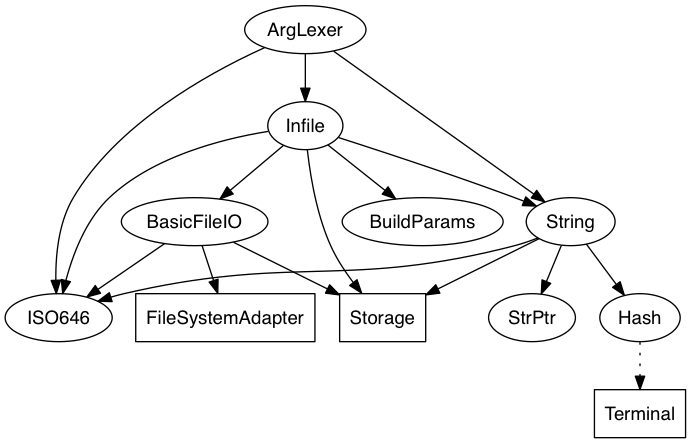 ArgLexer
Infile
BasicFileIO
BuildParams
String
ISO646
FileSystemAdapter
Storage
StrPtr
Hash
Terminal